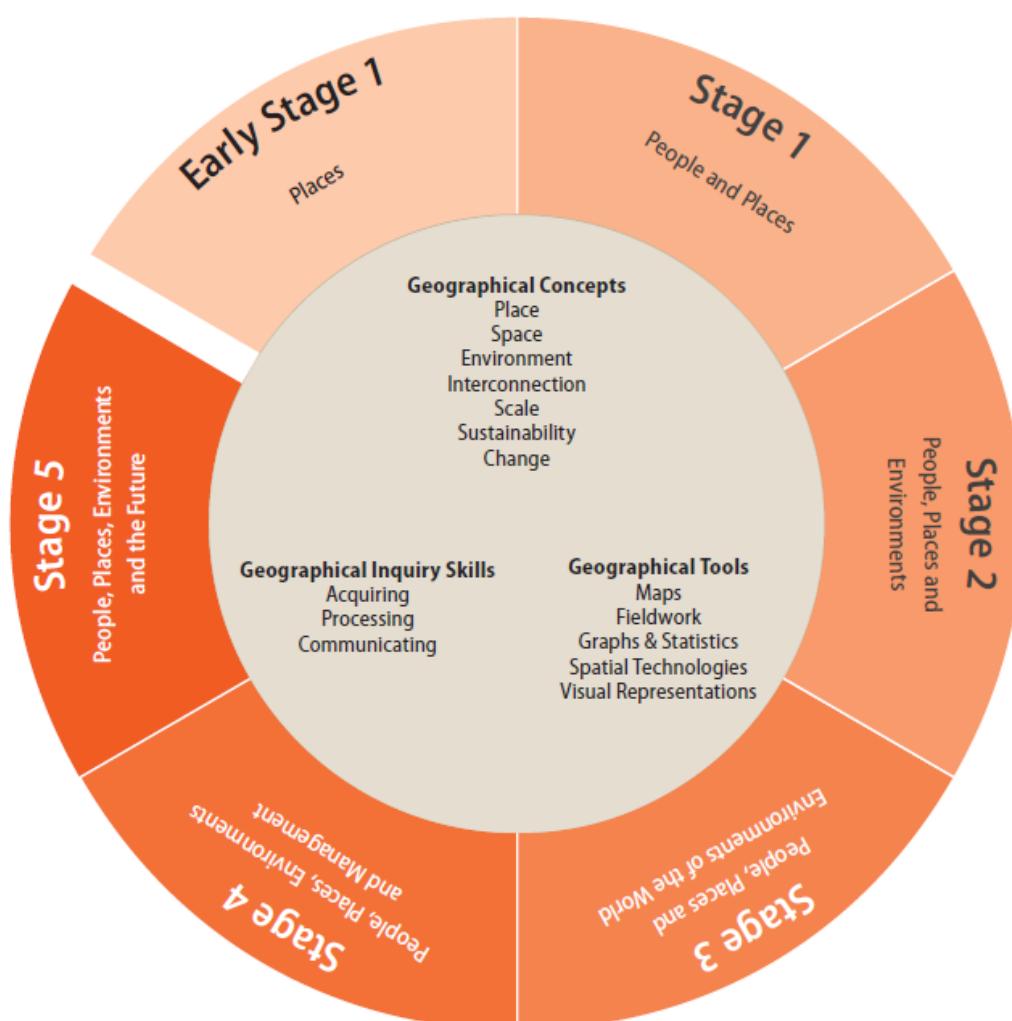 Early Stage 1
Places
Stage 1
People and Places
Stage 2
People, Places and
Environments
Stage 3
People, Places and
Environments of the World
Stage 4
People, Places, Environments
and Management
Stage 5
People, Places, Environments
and the Future
Geographical Concepts
Place
Space
Environment
Interconnection
Scale
Sustainability
Change
Geographical Inquiry Skills
Acquiring
Processing
Communicating
Geographical Tools
Maps
Fieldwork
Graphs & Statistics
Spatial Technologies
Visual Representations